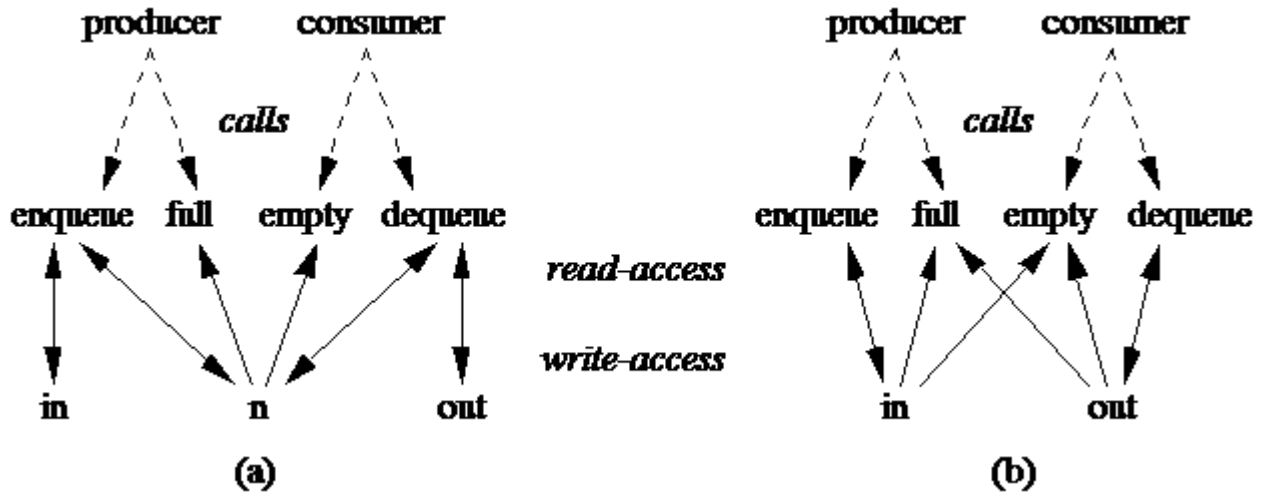 producer consumer producer consumer
calls calls
enqueue full empty dequeue enqueue full empty dequeue
read-access
write-access
in n out in out
(a) (b)